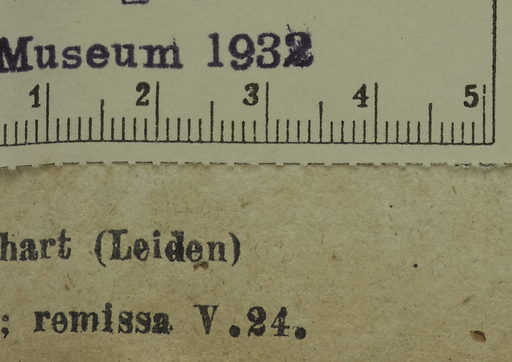 Museum 1932
1 2 3 4 5
hart (Leiden)
; remissa V.24.